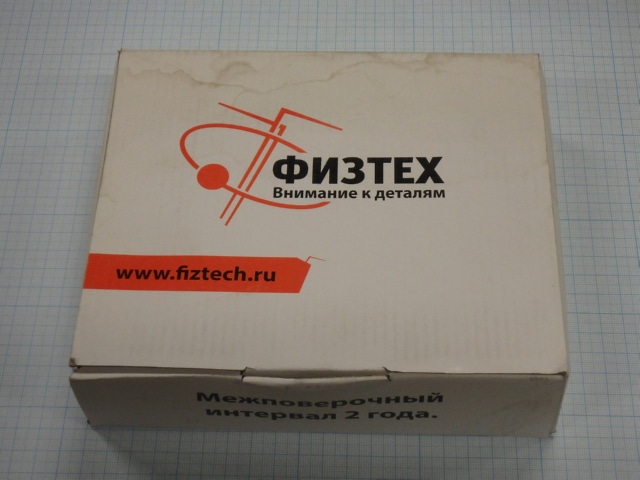 ФИЗТЕХ
Внимание к деталям
www.fiztech.ru
Межповерочный
интервал 2 года.